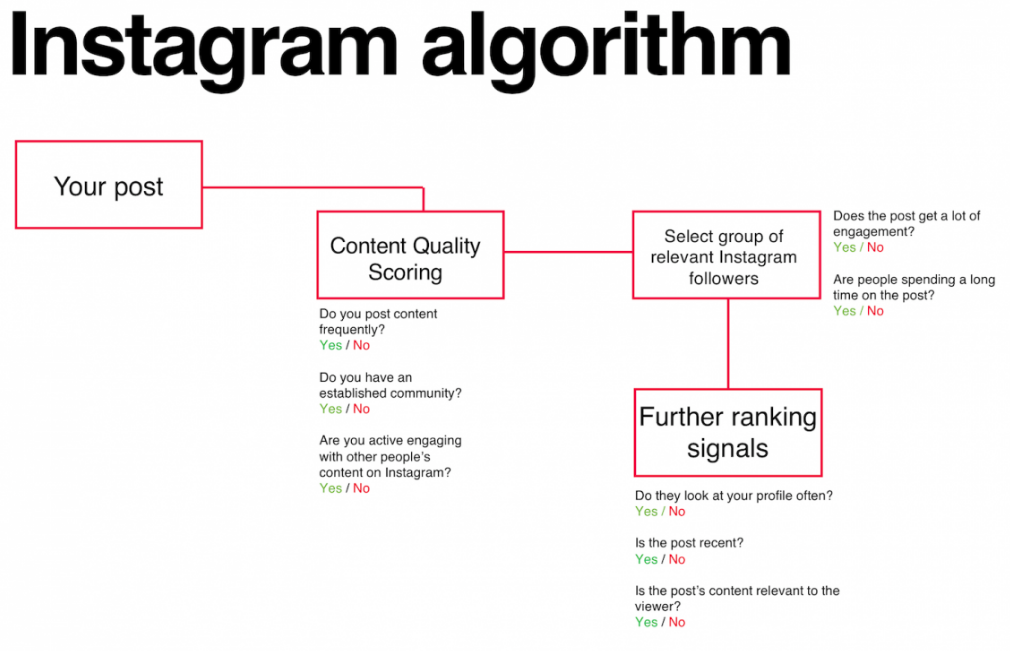 Instagram algorithm
Your post
Content Quality
Scoring
Do you post content
frequently?
Yes / No
Do you have an
established community?
Yes / No
Are you active engaging
with other people's
content on Instagram?
Yes / No
Select group of
relevant Instagram
followers
Does the post get a lot of
engagement?
Yes / No
Are people spending a long
time on the post?
Yes / No
Further ranking
signals
Do they look at your profile often?
Yes / No
Is the post recent?
Yes / No
Is the post's content relevant to the
viewer?
Yes / No